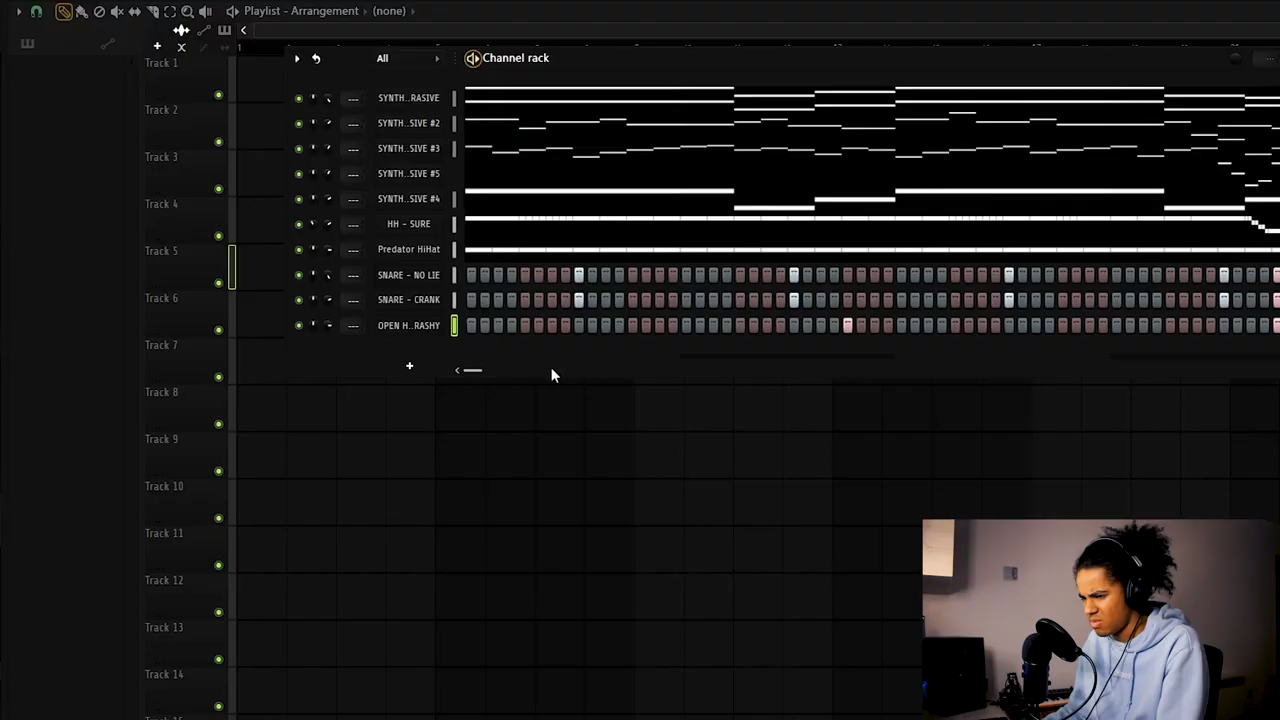 Playlist - Arrangement (none)
1
Track 1
Track 2
Track 3
Track 4
Track 5
Track 6
Track 7
Track 8
Track 9
Track 10
Track 11
Track 12
Track 13
Track 14
All
Channel rack
SYNTH..RASIVE
SYNTH..SIVE #2
SYNTH..SIVE #3
SYNTH..SIVE #5
SYNTH..SIVE #4
HH - SURE
Predator HiHat
SNARE - NO LIE
SNARE - CRANK
OPEN H..RASHY